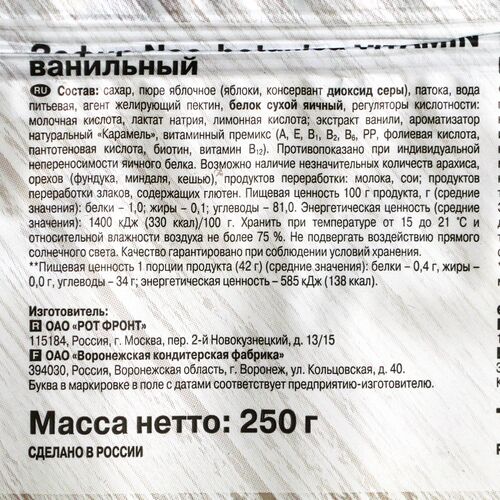 Зефир Neo-botanica VITAMIN
ванильный
RU Состав: сахар, пюре яблочное (яблоки, консервант диоксид серы), патока, вода
питьевая, агент желирующий пектин, белок сухой яичный, регуляторы кислотности:
молочная кислота, лактат натрия, лимонная кислота; экстракт ванили, ароматизатор
натуральный «Карамель», витаминный премикс (А, Е, В₁, В₂, В₆, РР, фолиевая кислота,
пантотеновая кислота, биотин, витамин В₁₂). Противопоказано при индивидуальной
непереносимости яичного белка. Возможно наличие незначительных количеств арахиса,
орехов (фундука, миндаля, кешью), продуктов переработки: молока, сои; продуктов
переработки злаков, содержащих глютен. Пищевая ценность 100 г продукта, г (средние
значения): белки – 1,0; жиры – 0,1; углеводы – 81,0. Энергетическая ценность (средние
значения): 1400 кДж (330 ккал)/100 г. Хранить при температуре от 15 до 21 °С и
относительной влажности воздуха не более 75 %. Не подвергать воздействию прямого
солнечного света. Качество гарантировано при соблюдении условий хранения.
**Пищевая ценность 1 порции продукта (42 г) (средние значения): белки – 0,4 г, жиры –
0,0 г, углеводы – 34 г; энергетическая ценность – 585 кДж (138 ккал).
Изготовитель:
R ОАО «РОТ ФРОНТ»
115184, Россия, г. Москва, пер. 2-й Новокузнецкий, д. 13/15
F ОАО «Воронежская кондитерская фабрика»
394030, Россия, Воронежская область, г. Воронеж, ул. Кольцовская, д. 40.
Буква в маркировке в поле с датами соответствует предприятию-изготовителю.
Масса нетто: 250 г
СДЕЛАНО В РОССИИ